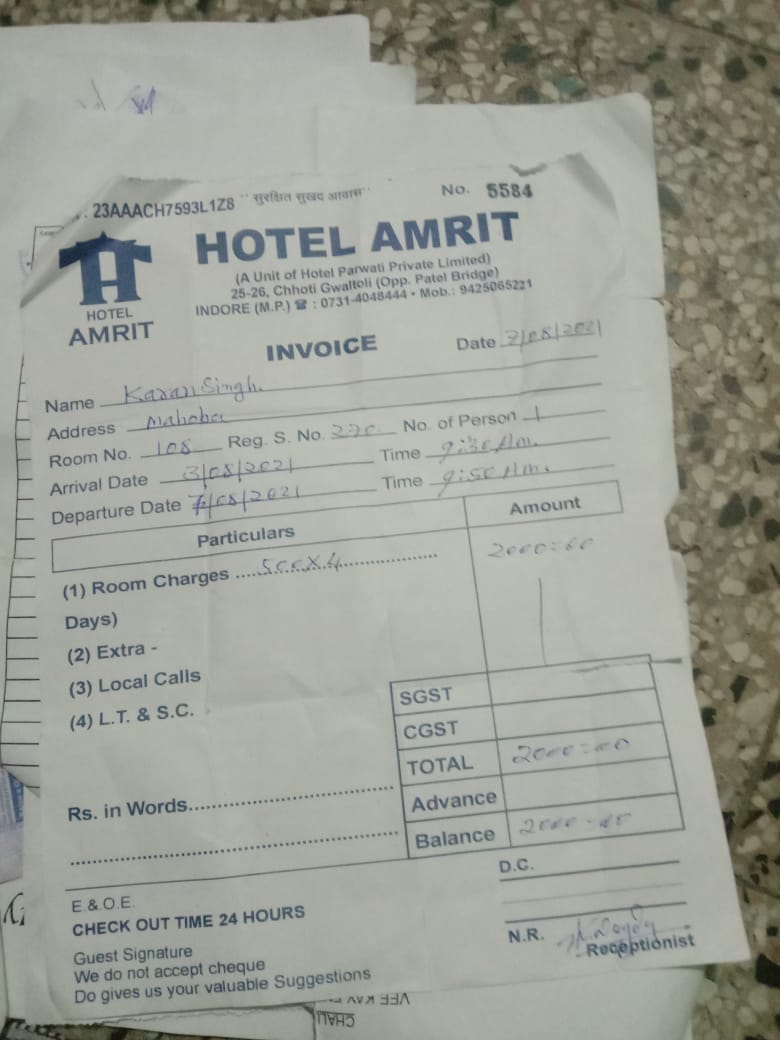 : 23AAACH7593L1Z8 " सुरक्षित सुखद आवास" No. 5584
HOTEL AMRIT
HOTEL AMRIT
(A Unit of Hotel Parwati Private Limited)
25-26, Chhoti Gwaltoli (Opp. Patel Bridge)
INDORE (M.P.) ☎ : 0731-4048444 • Mob.: 9425065221
INVOICE Date 7/08/2021
Name Karan Singh
Address Mahoba
Room No. 108 Reg. S. No. 270 No. of Person 1
Arrival Date 3/08/2021 Time 9:30 Am.
Departure Date 7/08/2021 Time 9:50 Am.
Particulars Amount
(1) Room Charges ....500X4.... 2000=00
Days)
(2) Extra -
(3) Local Calls
(4) L.T. & S.C.
SGST
CGST
TOTAL 2000=00
Rs. in Words.......... Advance
Balance 2000-00
D.C.
E.& O.E.
CHECK OUT TIME 24 HOURS
Guest Signature N.R. Receptionist
We do not accept cheque
Do gives us your valuable Suggestions
VEE KAY
CHALL